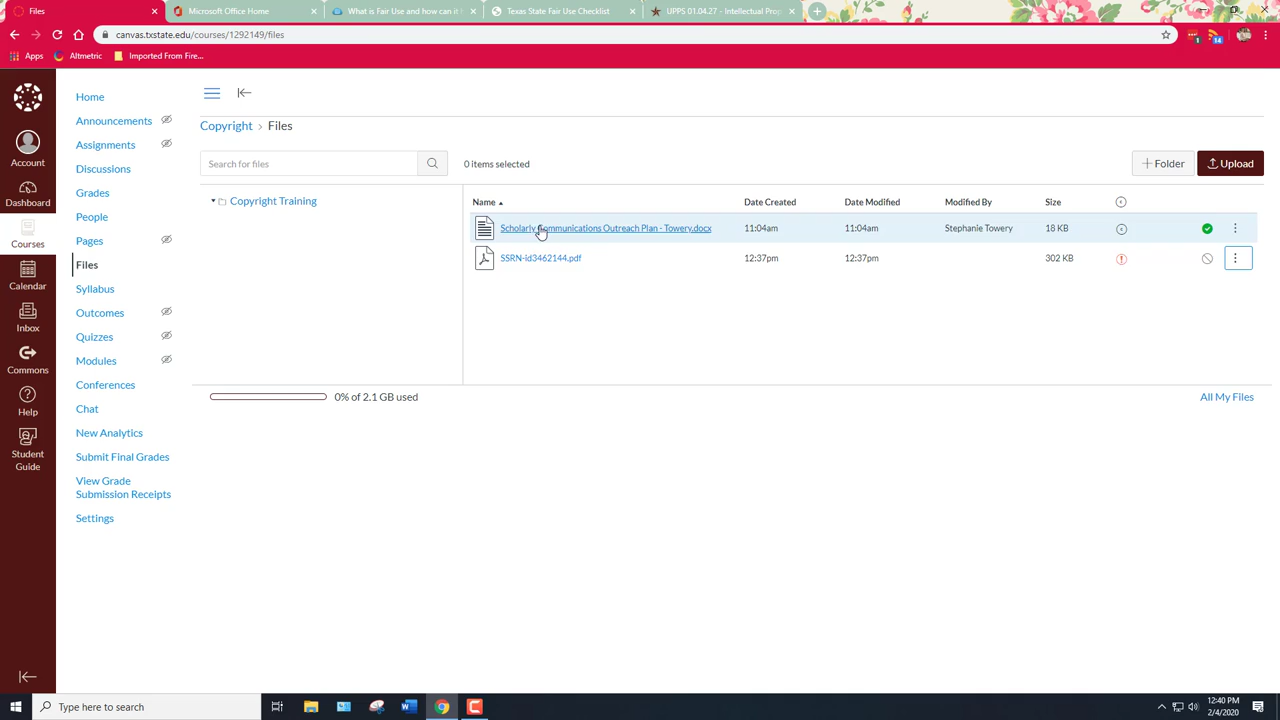 Files
Microsoft Office Home
What is Fair Use and how can it h
Texas State Fair Use Checklist
UPPS 01.04.27 - Intellectual Prop
canvas.txstate.edu/courses/1292149/files
Apps
Altmetric
Imported From Fire...
Account
Dashboard
Courses
Calendar
Inbox
Commons
Help
Student
Guide
Home
Announcements
Assignments
Discussions
Grades
People
Pages
Files
Syllabus
Outcomes
Quizzes
Modules
Conferences
Chat
New Analytics
Submit Final Grades
View Grade
Submission Receipts
Settings
Copyright > Files
Search for files
0 items selected
+ Folder
Upload
Copyright Training
Name Date Created Date Modified Modified By Size
Scholarly Communications Outreach Plan - Towery.docx 11:04am 11:04am Stephanie Towery 18 KB
SSRN-id3462144.pdf 12:37pm 12:37pm 302 KB
0% of 2.1 GB used
All My Files
Type here to search
12:40 PM
2/4/2020